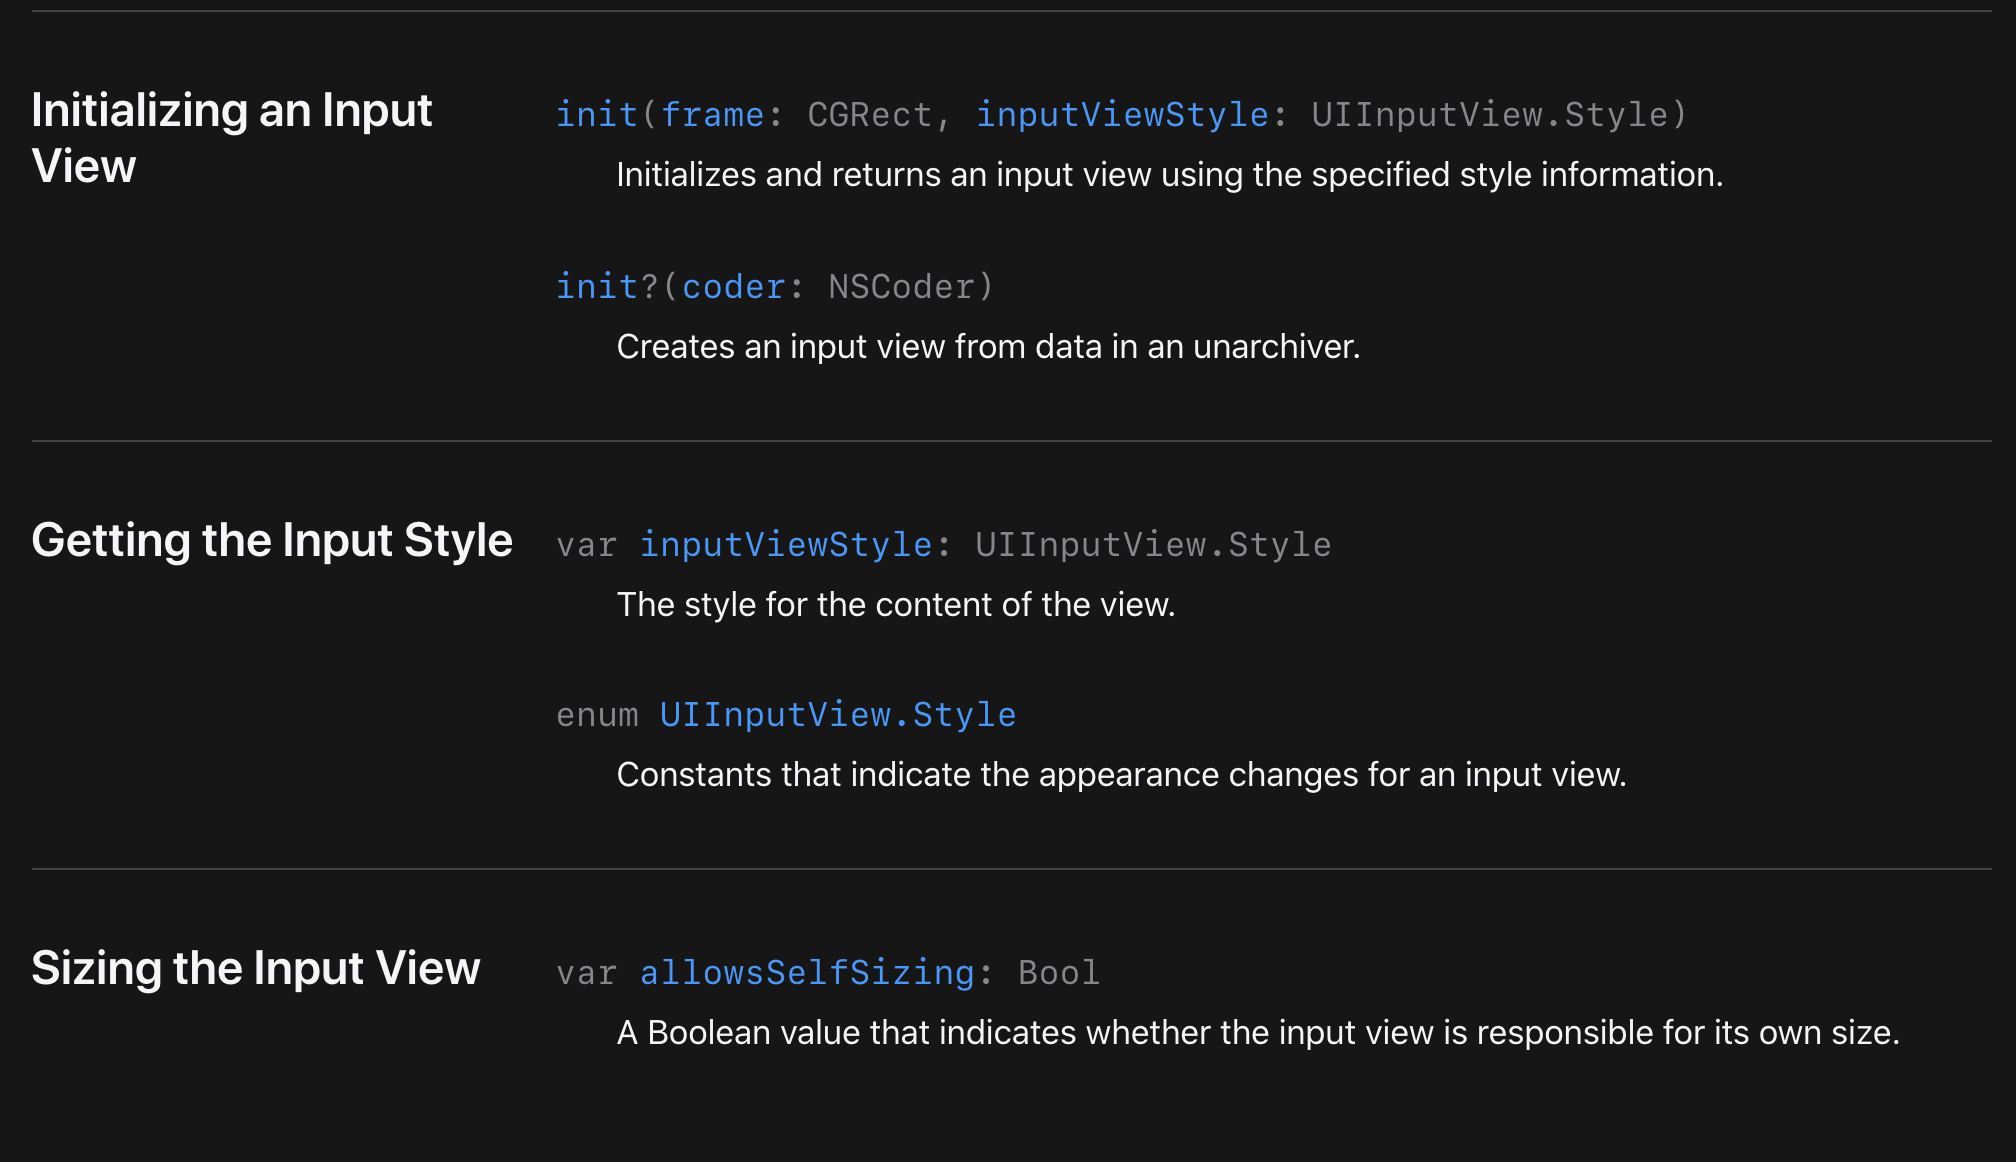 Initializing an Input
View
init(frame: CGRect, inputViewStyle: UIInputView.Style)
Initializes and returns an input view using the specified style information.
init?(coder: NSCoder)
Creates an input view from data in an unarchiver.
Getting the Input Style
var inputViewStyle: UIInputView.Style
The style for the content of the view.
enum UIInputView.Style
Constants that indicate the appearance changes for an input view.
Sizing the Input View
var allowsSelfSizing: Bool
A Boolean value that indicates whether the input view is responsible for its own size.